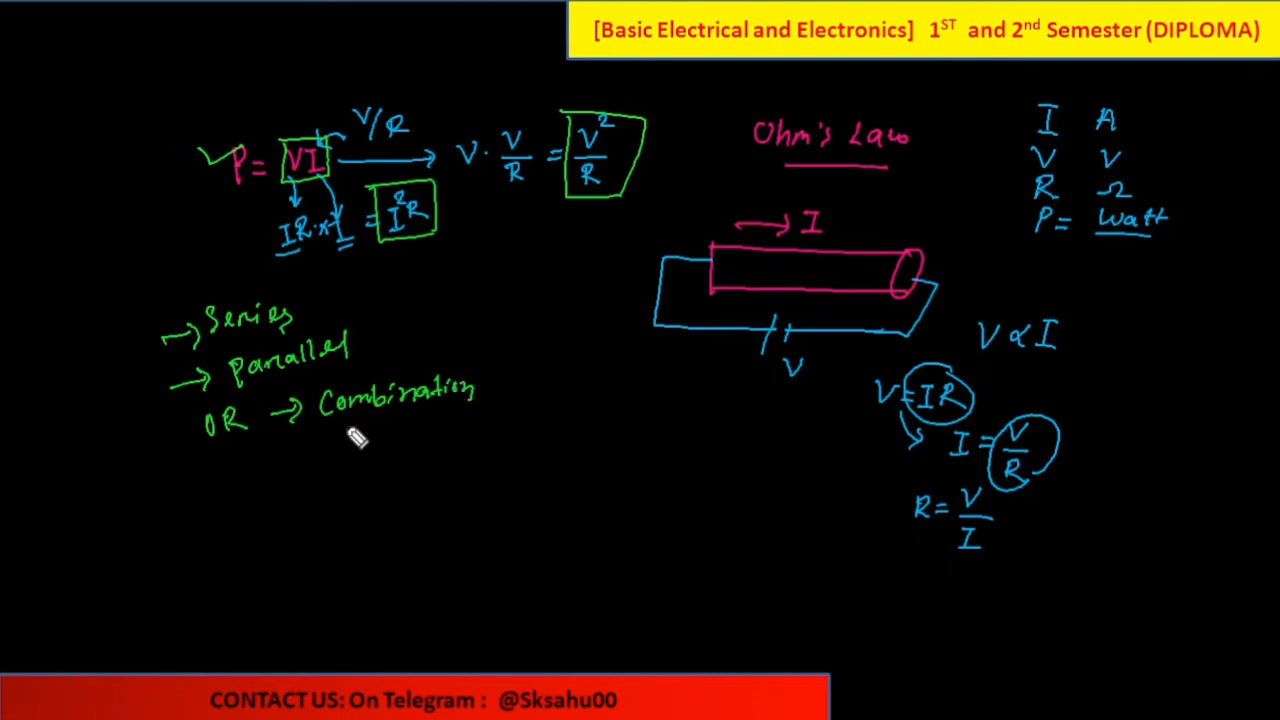 [Basic Electrical and Electronics] 1ST and 2nd Semester (DIPLOMA)
V/R
P = VI → V · V/R = V²/R
IR × I = I²R
→ Series
→ Parallel
OR → Combination
Ohm's Law
→ I
V
I A
V V
R Ω
P = Watt
V ∝ I
V = IR
I = V/R
R = V/I
CONTACT US: On Telegram : @Sksahu00